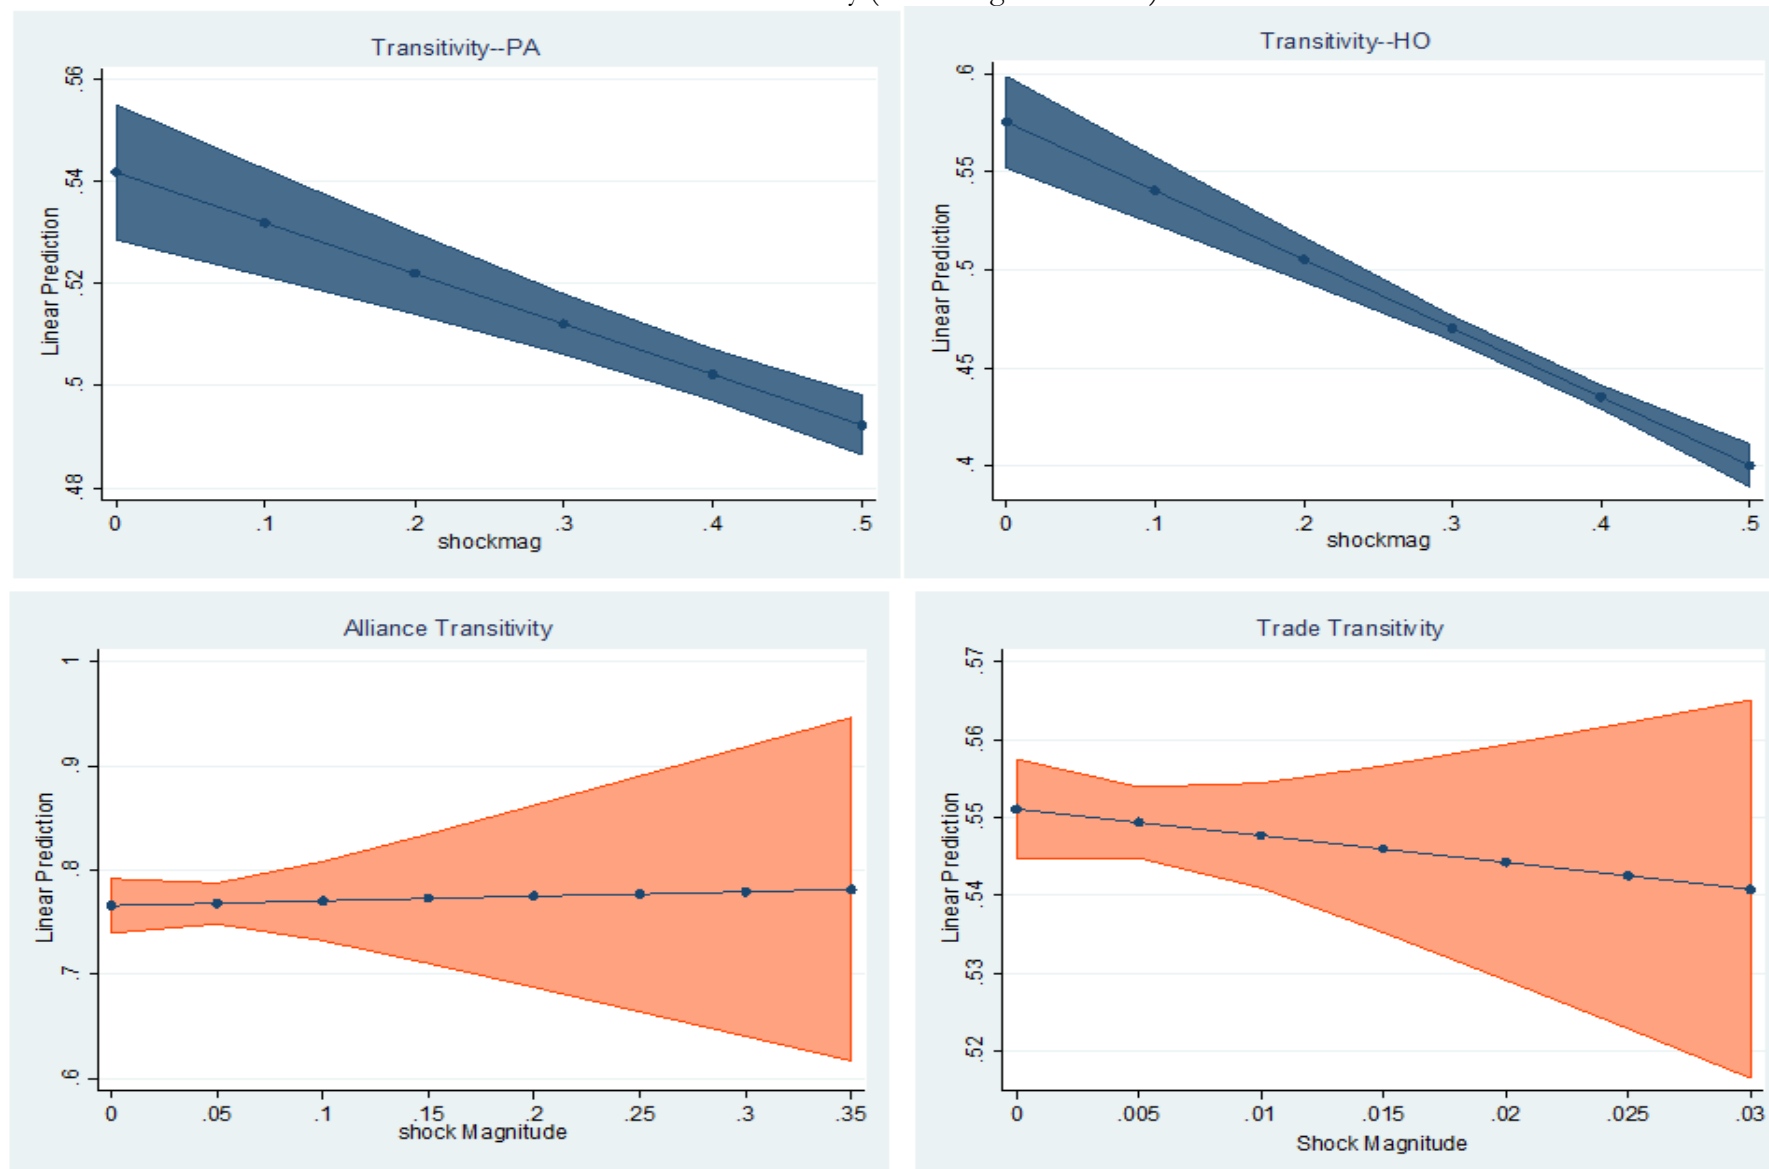 Transitivity--PA
Linear Prediction
.56
.54
.52
.5
.48
0 .1 .2 .3 .4 .5
shockmag
Transitivity--HO
Linear Prediction
.6
.55
.5
.45
.4
0 .1 .2 .3 .4 .5
shockmag
Alliance Transitivity
Linear Prediction
1
.9
.8
.7
.6
0 .05 .1 .15 .2 .25 .3 .35
shock Magnitude
Trade Transitivity
Linear Prediction
.57
.56
.55
.54
.53
.52
0 .005 .01 .015 .02 .025 .03
Shock Magnitude